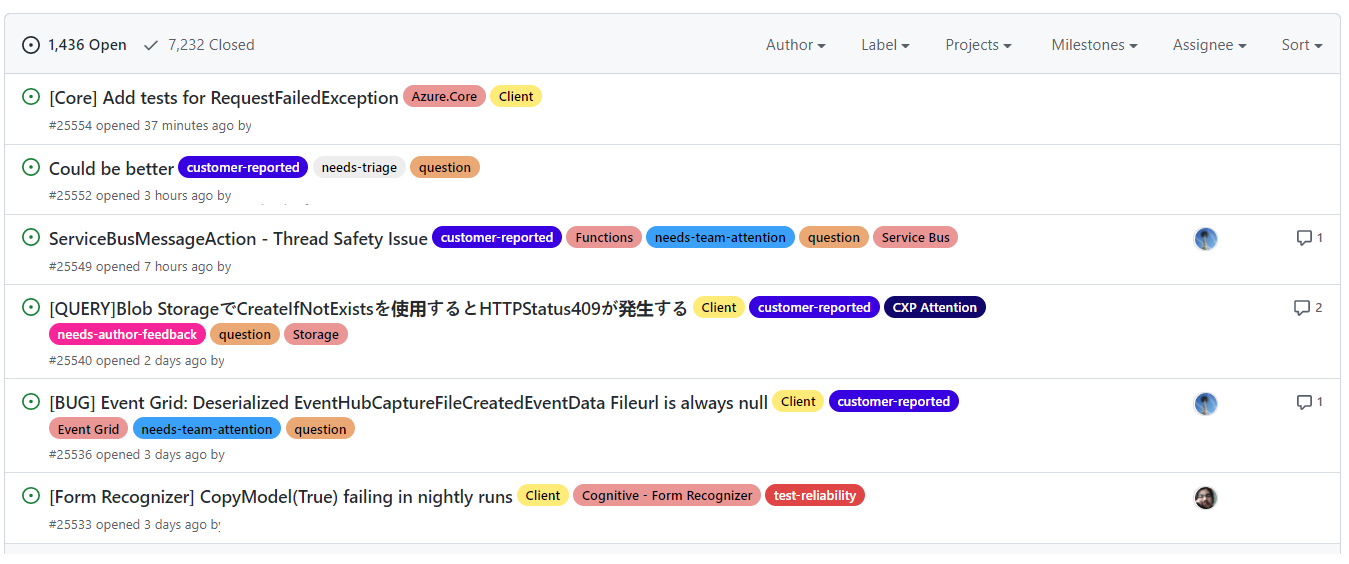 1,436 Open 7,232 Closed Author Label Projects Milestones Assignee Sort
[Core] Add tests for RequestFailedException Azure.Core Client
#25554 opened 37 minutes ago by
Could be better customer-reported needs-triage question
#25552 opened 3 hours ago by
ServiceBusMessageAction - Thread Safety Issue customer-reported Functions needs-team-attention question Service Bus 1
#25549 opened 7 hours ago by
[QUERY]Blob StorageでCreateIfNotExistsを使用するとHTTPStatus409が発生する Client customer-reported CXP Attention 2
needs-author-feedback question Storage
#25540 opened 2 days ago by
[BUG] Event Grid: Deserialized EventHubCaptureFileCreatedEventData Fileurl is always null Client customer-reported 1
Event Grid needs-team-attention question
#25536 opened 3 days ago by
[Form Recognizer] CopyModel(True) failing in nightly runs Client Cognitive - Form Recognizer test-reliability
#25533 opened 3 days ago by